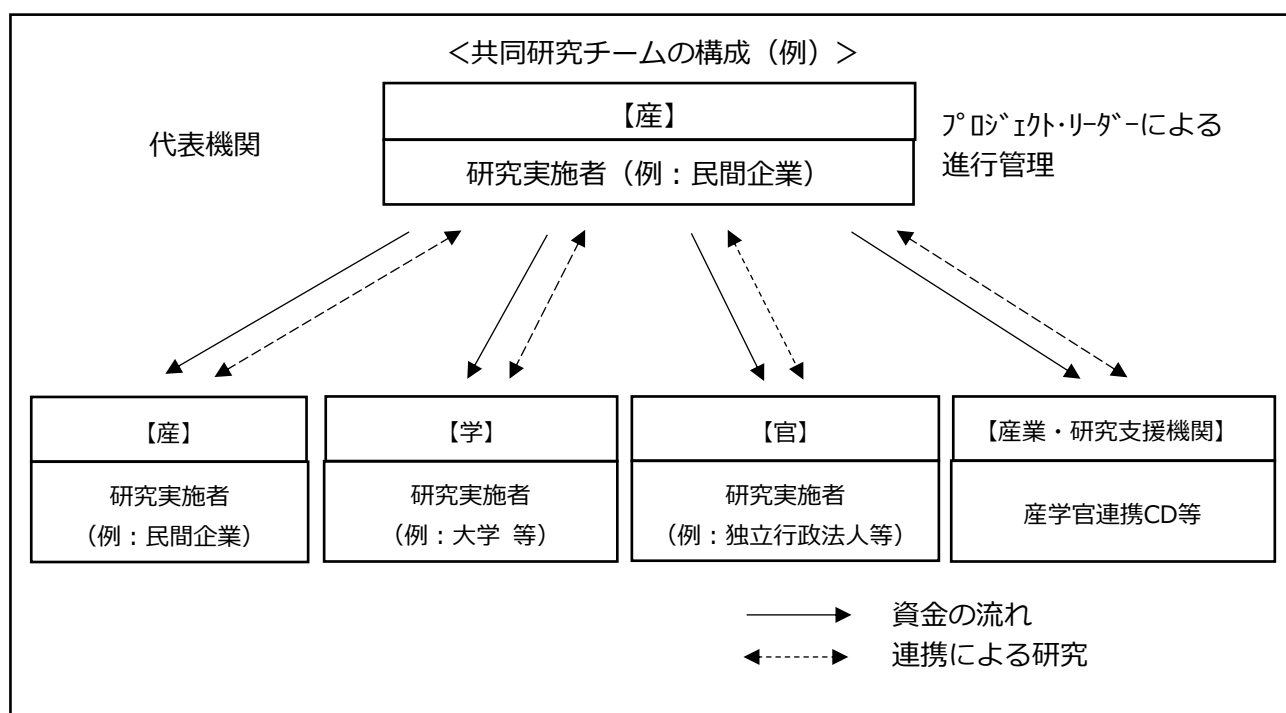 ＜共同研究チームの構成（例）＞
代表機関
【産】
研究実施者（例：民間企業）
ﾌﾟﾛｼﾞｪｸﾄ･ﾘｰﾀﾞｰによる
進行管理
【産】
研究実施者
（例：民間企業）
【学】
研究実施者
（例：大学 等）
【官】
研究実施者
（例：独立行政法人等）
【産業・研究支援機関】
産学官連携CD等
資金の流れ
連携による研究